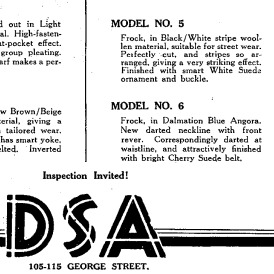 d out in Light
al. High-fasten-
t-pocket effect.
group pleating.
arf makes a per-
w Brown/Beige
terial, giving a
tailored wear.
has smart yoke.
elted. Inverted
MODEL NO. 5
Frock, in Black/White stripe wool-
len material, suitable for street wear.
Perfectly cut, and stripes so ar-
ranged, giving a very striking effect.
Finished with smart White Suede
ornament and buckle.
MODEL NO. 6
Frock, in Dalmation Blue Angora.
New darted neckline with front
rever. Correspondingly darted at
waistline, and attractively finished
with bright Cherry Suede belt.
Inspection Invited!
DSA
105-115 GEORGE STREET.